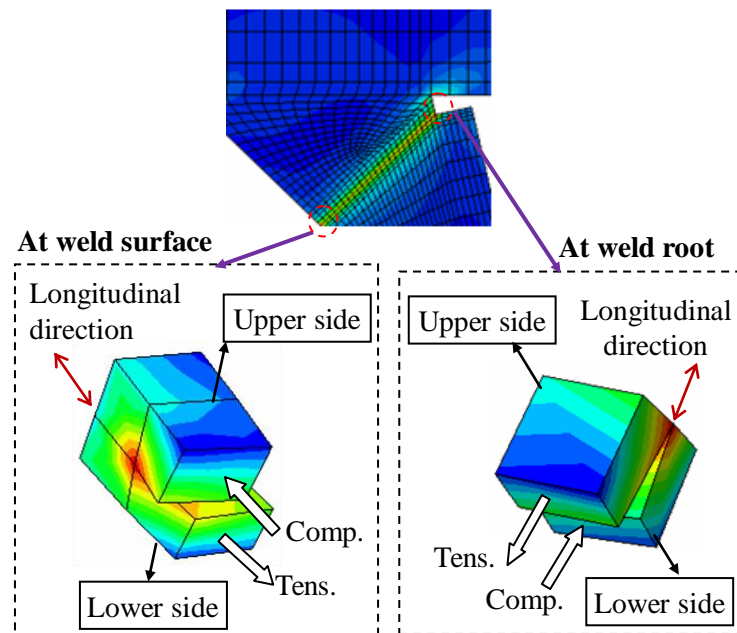 At weld surface
Longitudinal
direction
Upper side
Comp.
Tens.
Lower side
At weld root
Upper side
Longitudinal
direction
Tens.
Comp.
Lower side